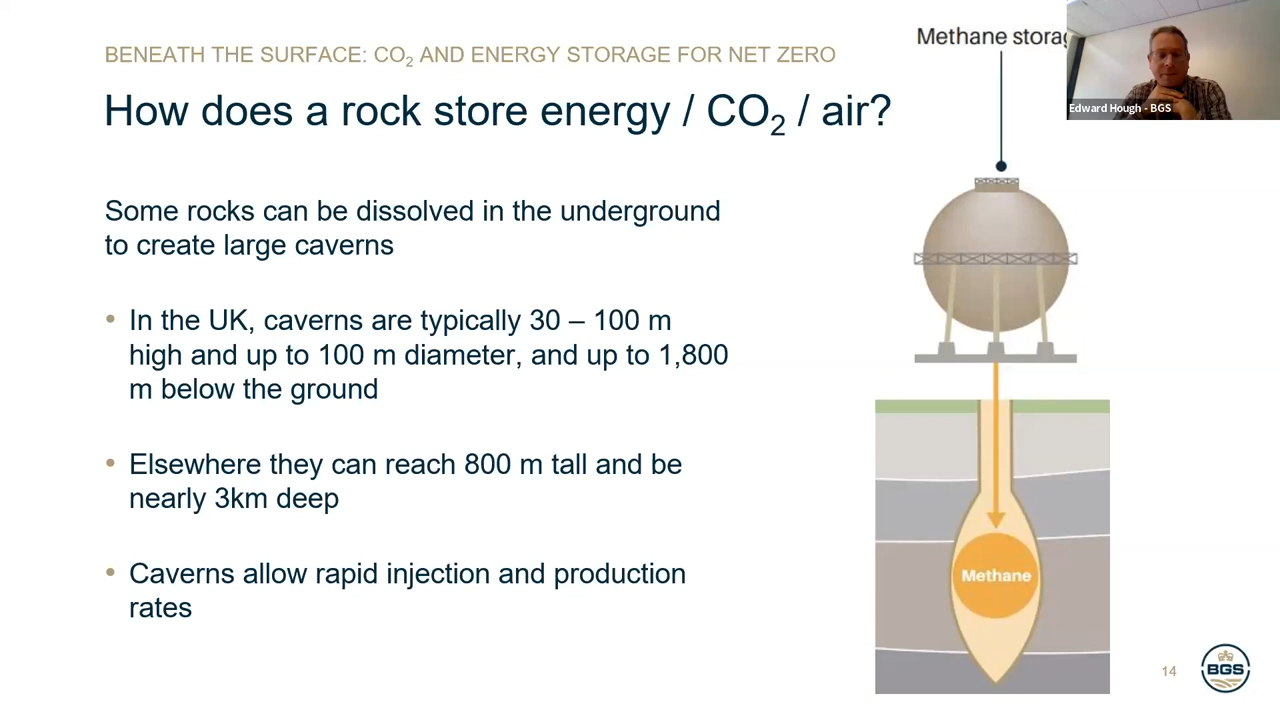 BENEATH THE SURFACE: CO₂ AND ENERGY STORAGE FOR NET ZERO
How does a rock store energy / CO₂ / air?
Some rocks can be dissolved in the underground
to create large caverns
• In the UK, caverns are typically 30 – 100 m
high and up to 100 m diameter, and up to 1,800
m below the ground
• Elsewhere they can reach 800 m tall and be
nearly 3km deep
• Caverns allow rapid injection and production
rates
Methane storag
Edward Hough - BGS
Methane
14
BGS